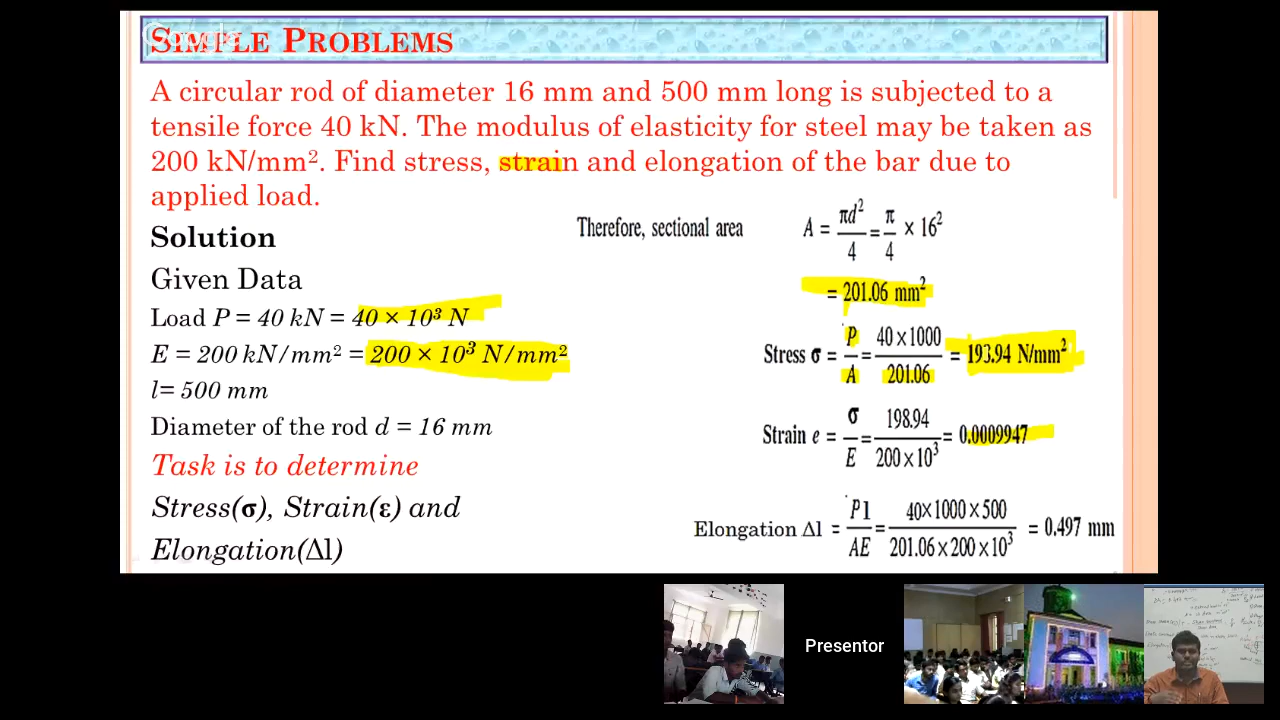 SIMPLE PROBLEMS
Google
A circular rod of diameter 16 mm and 500 mm long is subjected to a
tensile force 40 kN. The modulus of elasticity for steel may be taken as
200 kN/mm². Find stress, strain and elongation of the bar due to
applied load.
Solution
Given Data
Load P = 40 kN = 40 × 10³ N
E = 200 kN/mm² = 200 × 10³ N/mm²
l= 500 mm
Diameter of the rod d = 16 mm
Task is to determine
Stress(σ), Strain(ε) and
Elongation(Δl)
Therefore, sectional area A = πd²/4 = π/4 × 16²
= 201.06 mm²
Stress σ = P/A = 40×1000/201.06 = 193.94 N/mm²
Strain e = σ/E = 198.94/200×10³ = 0.0009947
Elongation Δl = Pl/AE = 40×1000×500/201.06×200×10³ = 0.497 mm
Presentor